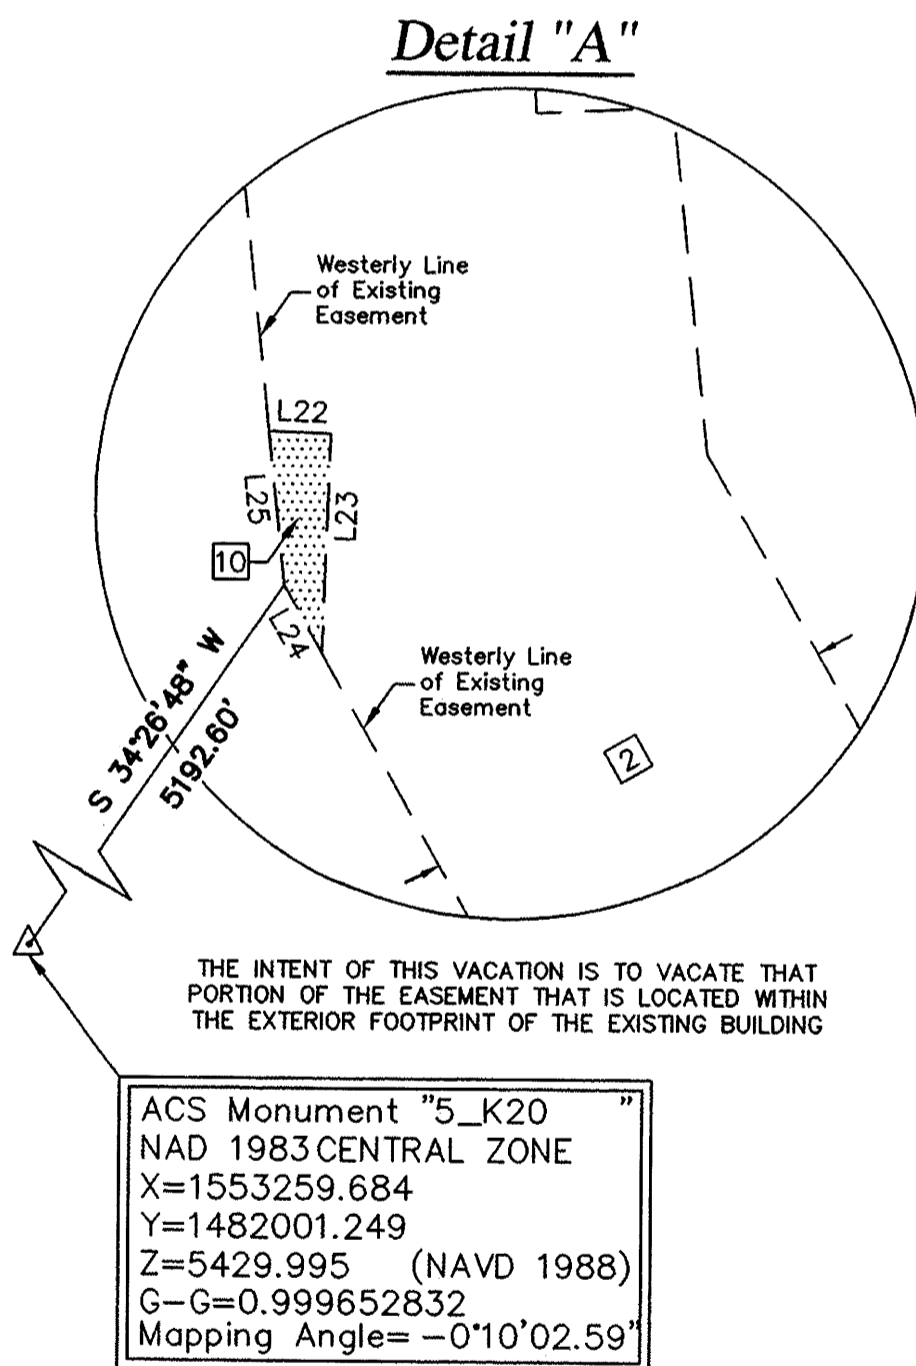 Detail "A"
Westerly Line
of Existing
Easement
L22
L25
L23
10
L24
S 34°26'48" W
5192.60'
Westerly Line
of Existing
Easement
2
THE INTENT OF THIS VACATION IS TO VACATE THAT
PORTION OF THE EASEMENT THAT IS LOCATED WITHIN
THE EXTERIOR FOOTPRINT OF THE EXISTING BUILDING
ACS Monument "5_K20 "
NAD 1983 CENTRAL ZONE
X=1553259.684
Y=1482001.249
Z=5429.995 (NAVD 1988)
G-G=0.999652832
Mapping Angle= -0°10'02.59"